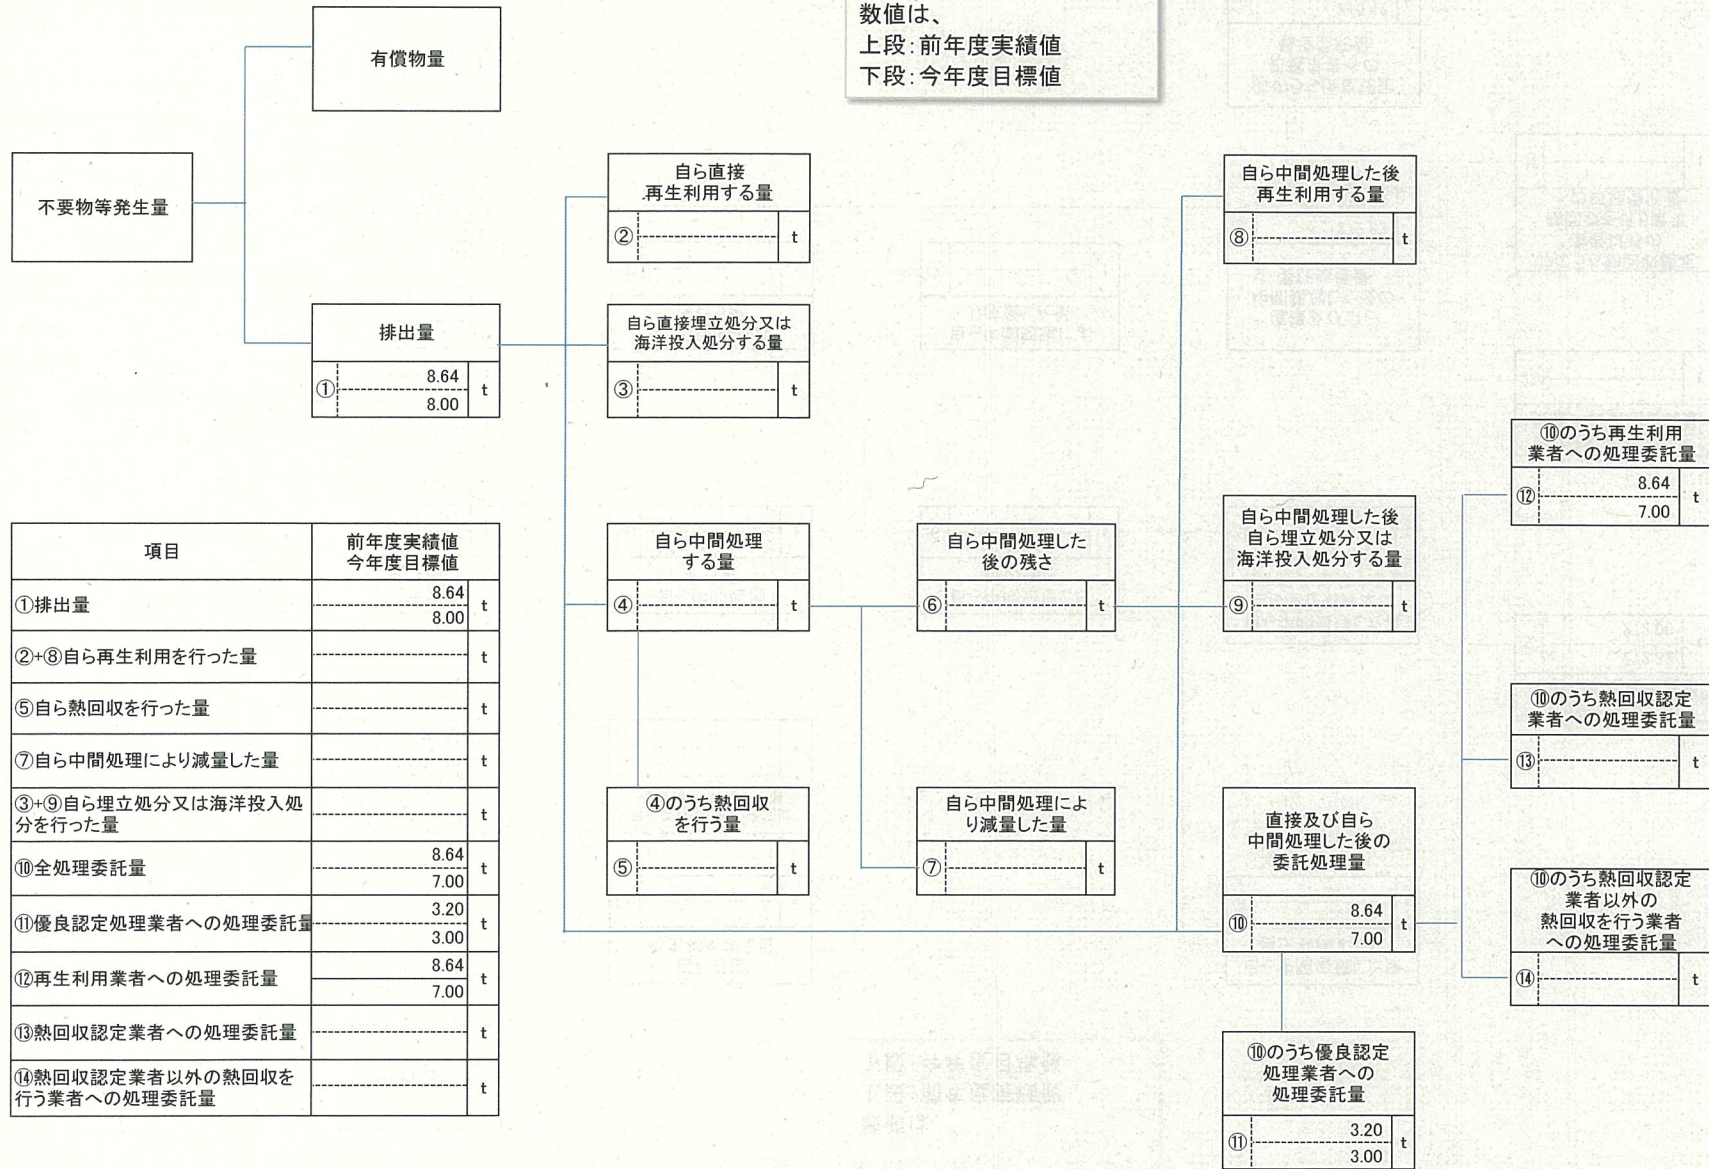 数値は、
上段：前年度実績値
下段：今年度目標値
有償物量
不要物等発生量
排出量
① 8.64 t
8.00
自ら直接
再生利用する量
② t
自ら直接埋立処分又は
海洋投入処分する量
③ t
自ら中間処理
する量
④ t
④のうち熱回収
を行う量
⑤ t
自ら中間処理した
後の残さ
⑥ t
自ら中間処理によ
り減量した量
⑦ t
自ら中間処理した後
再生利用する量
⑧ t
自ら中間処理した後
自ら埋立処分又は
海洋投入処分する量
⑨ t
直接及び自ら
中間処理した後の
委託処理量
⑩ 8.64 t
7.00
⑩のうち優良認定
処理業者への
処理委託量
⑪ 3.20 t
3.00
⑩のうち再生利用
業者への処理委託量
⑫ 8.64 t
7.00
⑩のうち熱回収認定
業者への処理委託量
⑬ t
⑩のうち熱回収認定
業者以外の
熱回収を行う業者
への処理委託量
⑭ t
項目 前年度実績値
今年度目標値
①排出量 8.64 t
8.00
②+⑧自ら再生利用を行った量 t
⑤自ら熱回収を行った量 t
⑦自ら中間処理により減量した量 t
③+⑨自ら埋立処分又は海洋投入処
分を行った量 t
⑩全処理委託量 8.64 t
7.00
⑪優良認定処理業者への処理委託量 3.20 t
3.00
⑫再生利用業者への処理委託量 8.64 t
7.00
⑬熱回収認定業者への処理委託量 t
⑭熱回収認定業者以外の熱回収を
行う業者への処理委託量 t